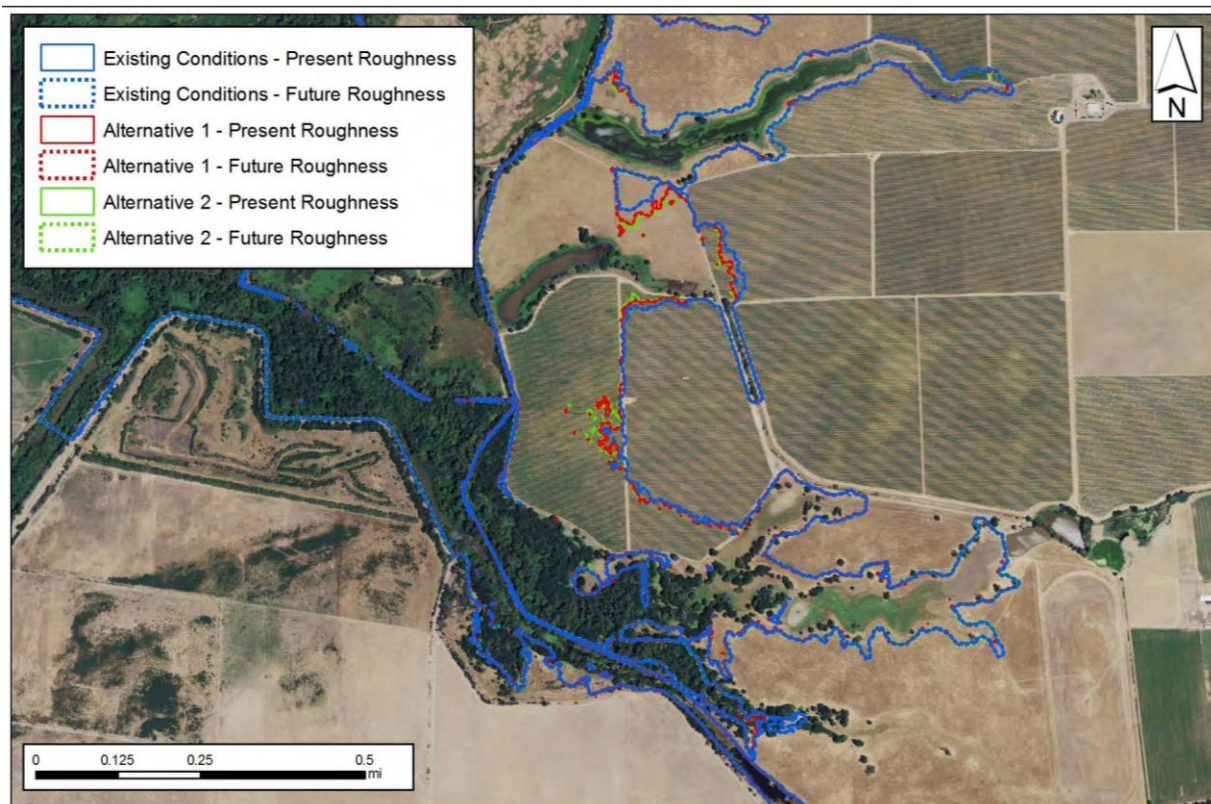 Existing Conditions - Present Roughness
Existing Conditions - Future Roughness
Alternative 1 - Present Roughness
Alternative 1 - Future Roughness
Alternative 2 - Present Roughness
Alternative 2 - Future Roughness
N
0 0.125 0.25 0.5
mi